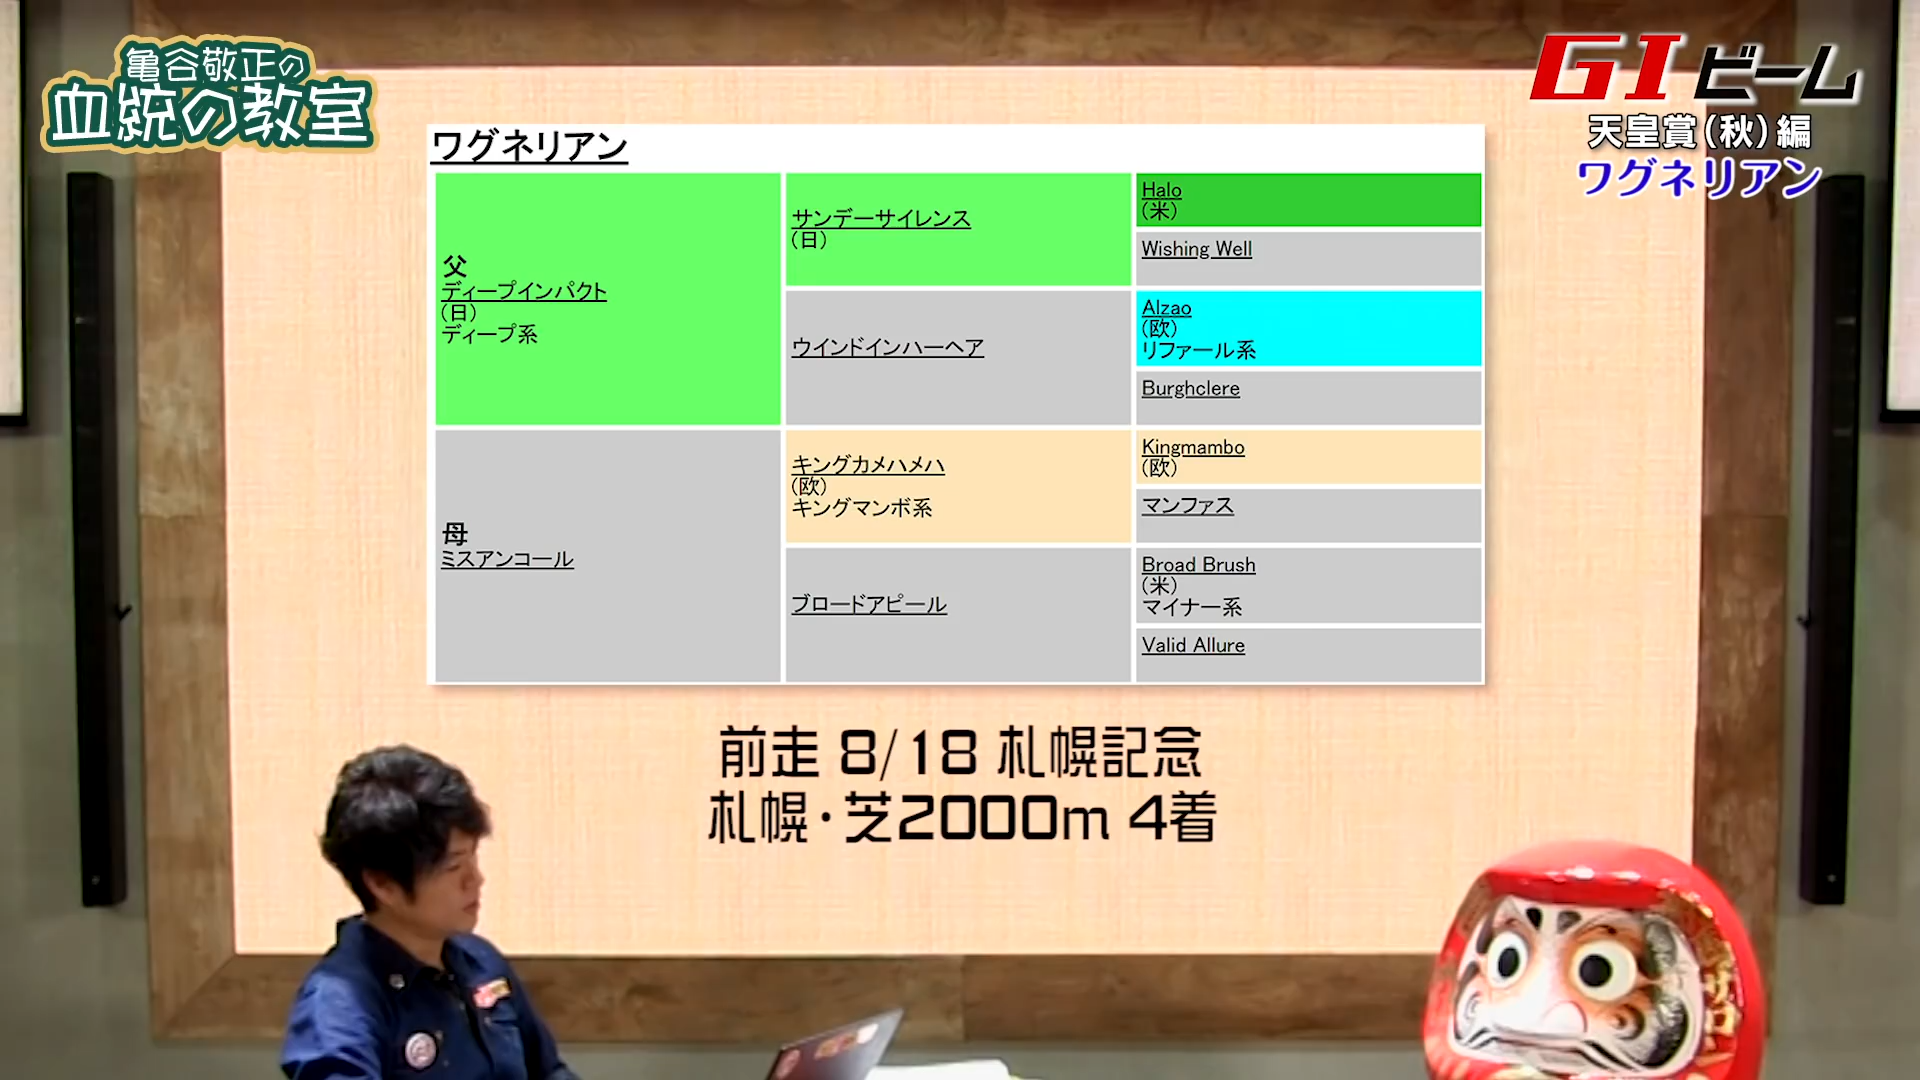 亀谷敬正の
血統の教室
GIビーム
天皇賞(秋)編
ワグネリアン
ワグネリアン
父
ディープインパクト
(日)
ディープ系
サンデーサイレンス
(日)
Halo
(米)
Wishing Well
ウインドインハーヘア
Alzao
(欧)
リファール系
Burghclere
母
ミスアンコール
キングカメハメハ
(欧)
キングマンボ系
Kingmambo
(欧)
マンファス
ブロードアピール
Broad Brush
(米)
マイナー系
Valid Allure
前走 8/18 札幌記念
札幌・芝2000m 4着